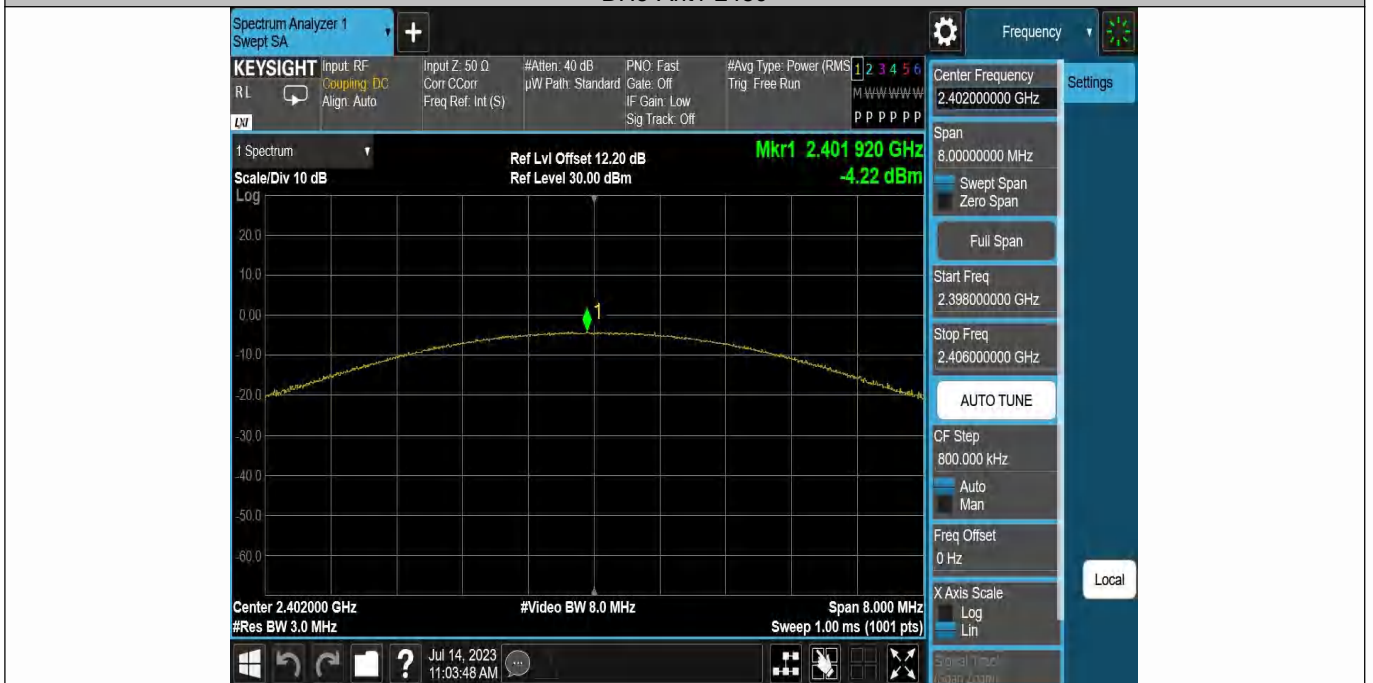 Spectrum Analyzer 1
Swept SA
Frequency
KEYSIGHT
RL
LXI
Input: RF
Coupling: DC
Align: Auto
Input Z: 50 Ω
Corr CCorr
Freq Ref: Int (S)
#Atten: 40 dB
µW Path: Standard
PNO: Fast
Gate: Off
IF Gain: Low
Sig Track: Off
#Avg Type: Power (RMS
Trig: Free Run
1 2 3 4 5 6
M W W W W W
P P P P P P
1 Spectrum
Scale/Div 10 dB
Log
Ref Lvl Offset 12.20 dB
Ref Level 30.00 dBm
Mkr1 2.401 920 GHz
-4.22 dBm
20.0
10.0
0.00
-10.0
-20.0
-30.0
-40.0
-50.0
-60.0
1
Center 2.402000 GHz
#Res BW 3.0 MHz
#Video BW 8.0 MHz
Span 8.000 MHz
Sweep 1.00 ms (1001 pts)
Center Frequency
2.402000000 GHz
Settings
Span
8.00000000 MHz
Swept Span
Zero Span
Full Span
Start Freq
2.398000000 GHz
Stop Freq
2.406000000 GHz
AUTO TUNE
CF Step
800.000 kHz
Auto
Man
Freq Offset
0 Hz
X Axis Scale
Log
Lin
Signal Track
(Span Zoom)
Local
?
Jul 14, 2023
11:03:48 AM